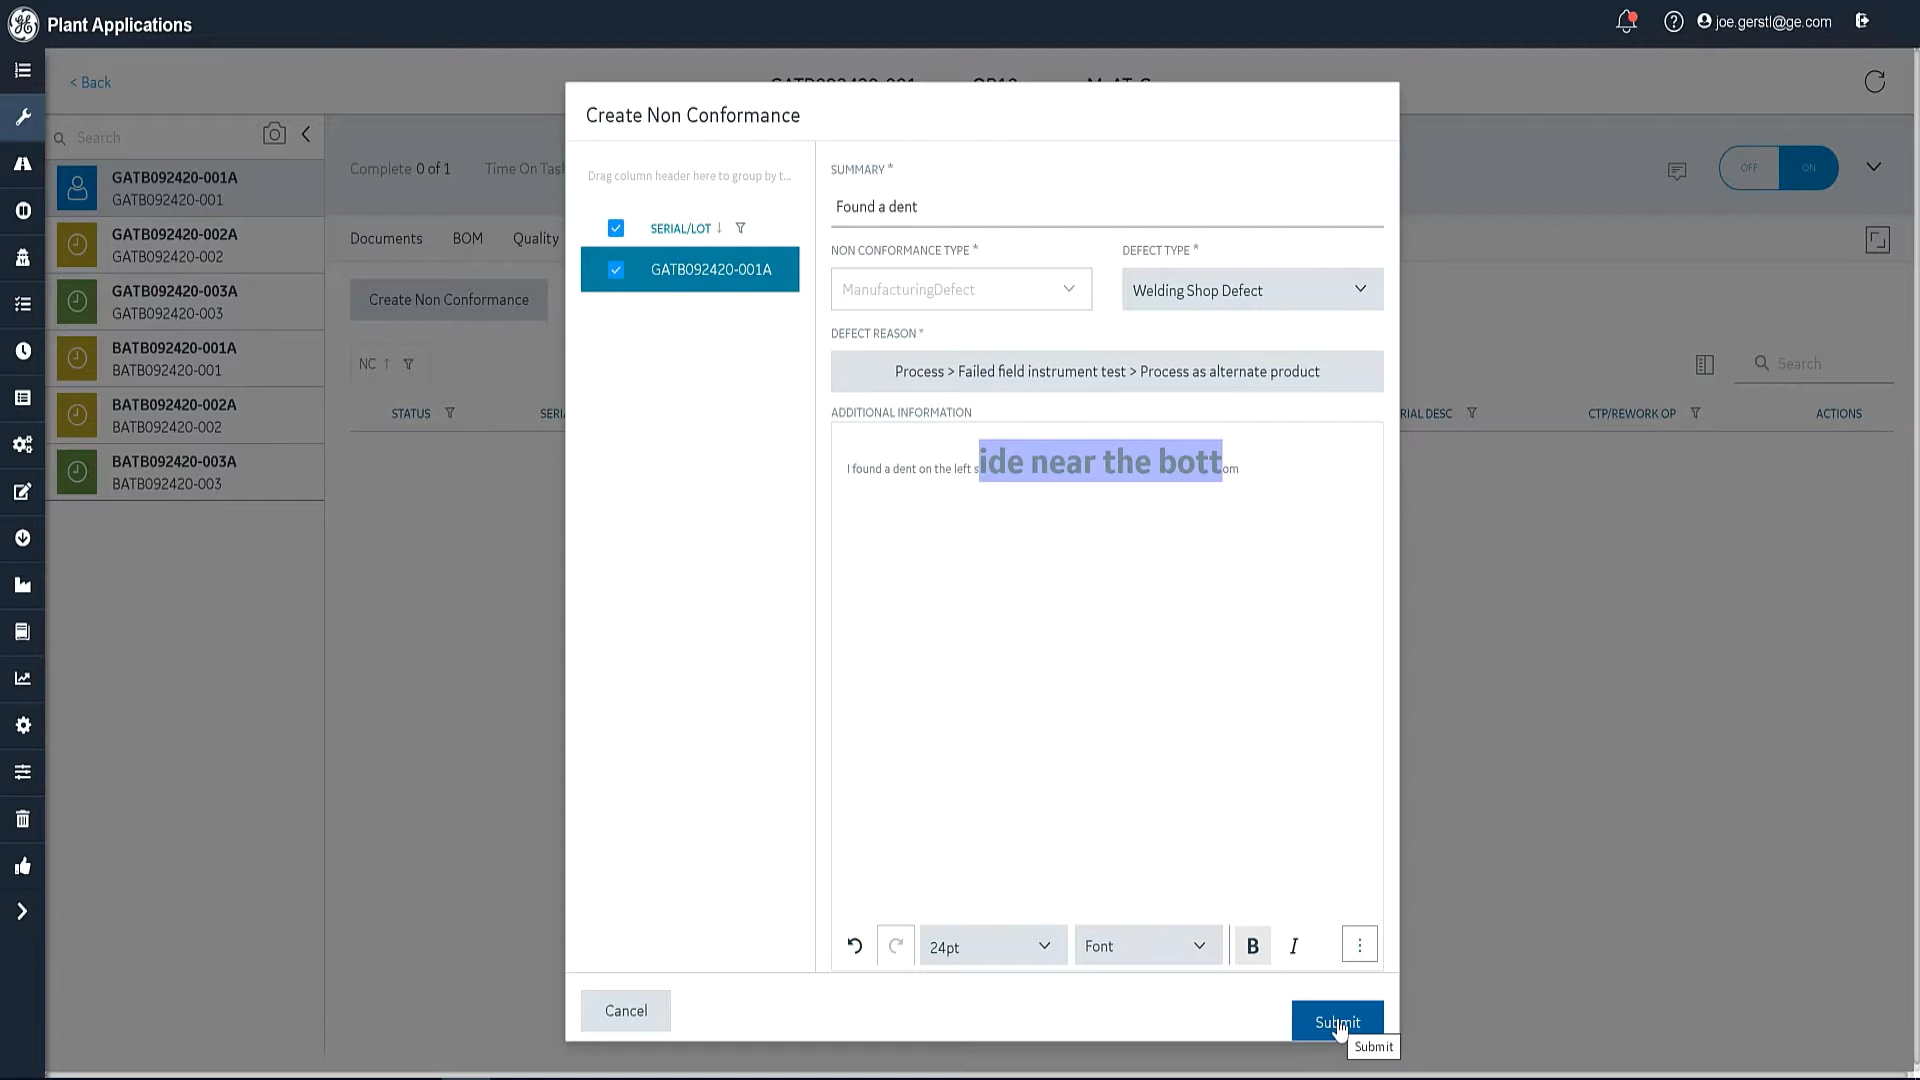 Plant Applications
joe.gerstl@ge.com
< Back
Search
Complete 0 of 1
Time On Task
OFF
ON
GATB092420-001A
GATB092420-001
GATB092420-002A
GATB092420-002
GATB092420-003A
GATB092420-003
BATB092420-001A
BATB092420-001
BATB092420-002A
BATB092420-002
BATB092420-003A
BATB092420-003
Documents
BOM
Quality
Create Non Conformance
NC
Search
STATUS
SERI
RIAL DESC
CTP/REWORK OP
ACTIONS
Create Non Conformance
Drag column header here to group by t...
SERIAL/LOT
GATB092420-001A
SUMMARY *
Found a dent
NON CONFORMANCE TYPE *
DEFECT TYPE *
ManufacturingDefect
Welding Shop Defect
DEFECT REASON *
Process > Failed field instrument test > Process as alternate product
ADDITIONAL INFORMATION
I found a dent on the left side near the bottom
24pt
Font
B
I
Cancel
Submit
Submit